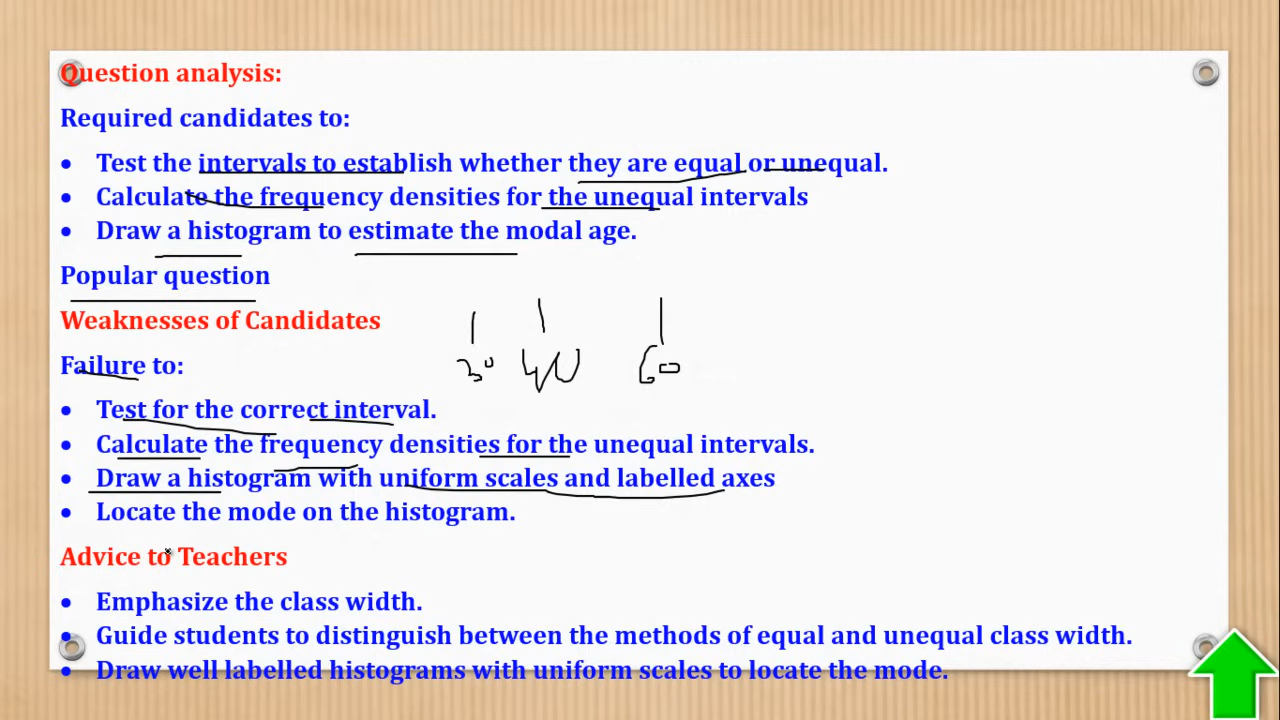 Question analysis:
Required candidates to:
• Test the intervals to establish whether they are equal or unequal.
• Calculate the frequency densities for the unequal intervals
• Draw a histogram to estimate the modal age.
Popular question
Weaknesses of Candidates
Failure to:
30 40 60
• Test for the correct interval.
• Calculate the frequency densities for the unequal intervals.
• Draw a histogram with uniform scales and labelled axes
• Locate the mode on the histogram.
Advice to Teachers
• Emphasize the class width.
• Guide students to distinguish between the methods of equal and unequal class width.
• Draw well labelled histograms with uniform scales to locate the mode.